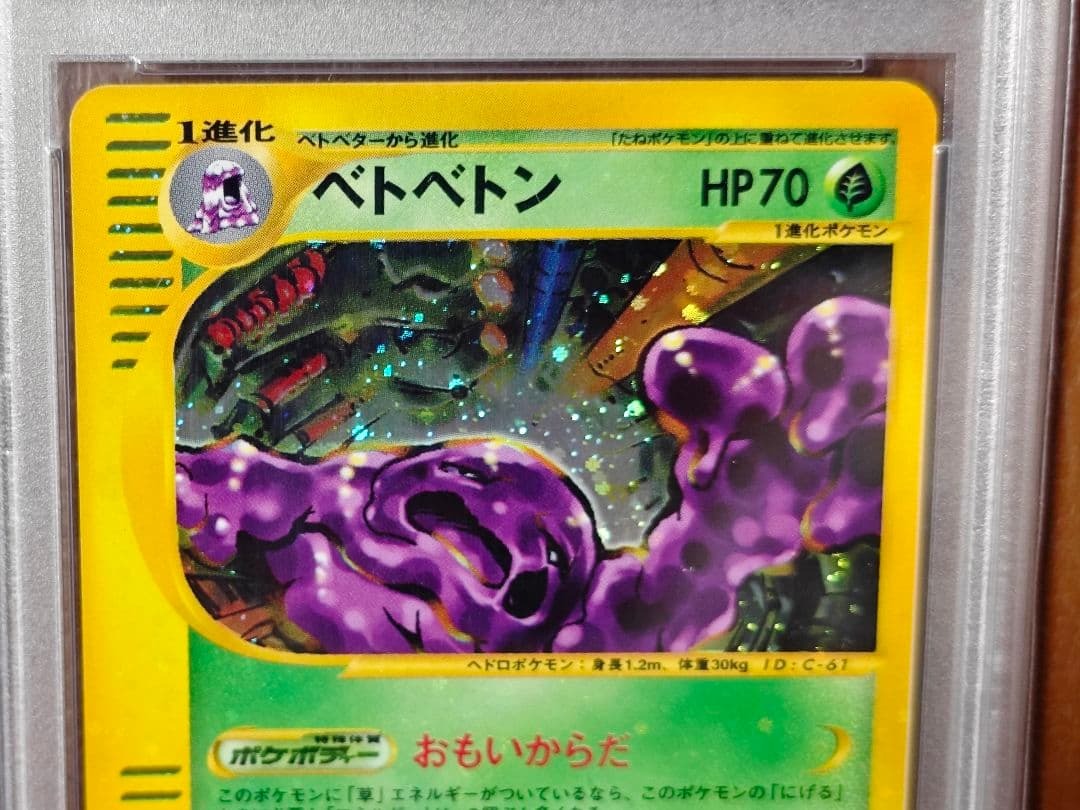 1進化
ベトベターから進化
「たねポケモン」の上に重ねて進化させます。
ベトベトン
HP70
1進化ポケモン
ヘドロポケモン：身長1.2m、体重30kg ID：C-61
特殊体質
ポケボディー
おもいからだ
このポケモンに「草」エネルギーがついているなら、このポケモンの「にげる」